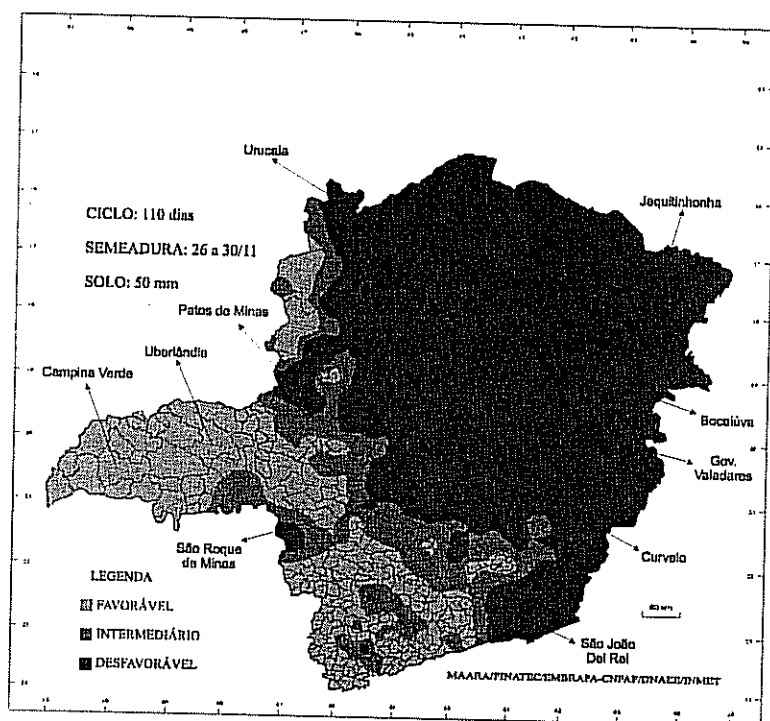 Urucuia
Jequitinhonha
CICLO: 110 dias
SEMEADURA: 26 a 30/11
SOLO: 50 mm
Patos de Minas
Uberlândia
Campina Verde
Bocaiúva
Gov.
Valadares
São Roque
de Minas
Curvelo
LEGENDA
FAVORÁVEL
INTERMEDIÁRIO
DESFAVORÁVEL
São João
Del Rei
MAARA/FINATEC/EMBRAPA-CNPAF/DNAEE/INMET